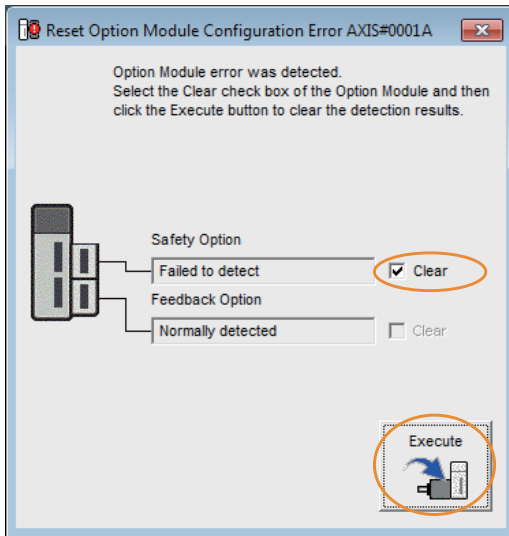 Reset Option Module Configuration Error AXIS#0001A
Option Module error was detected.
Select the Clear check box of the Option Module and then
click the Execute button to clear the detection results.
Safety Option
Failed to detect
Clear
Feedback Option
Normally detected
Clear
Execute